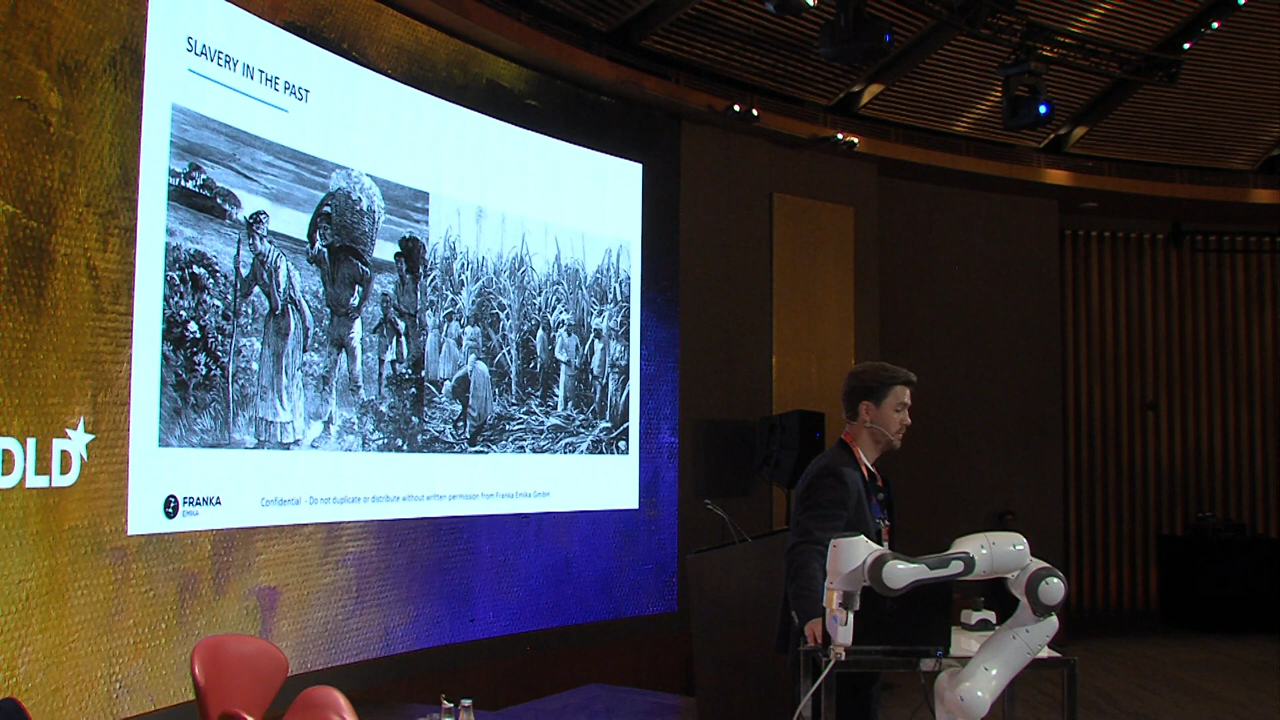 SLAVERY IN THE PAST
DLD
FRANKA
EMIKA
Confidential - Do not duplicate or distribute without written permission from Franka Emika GmbH